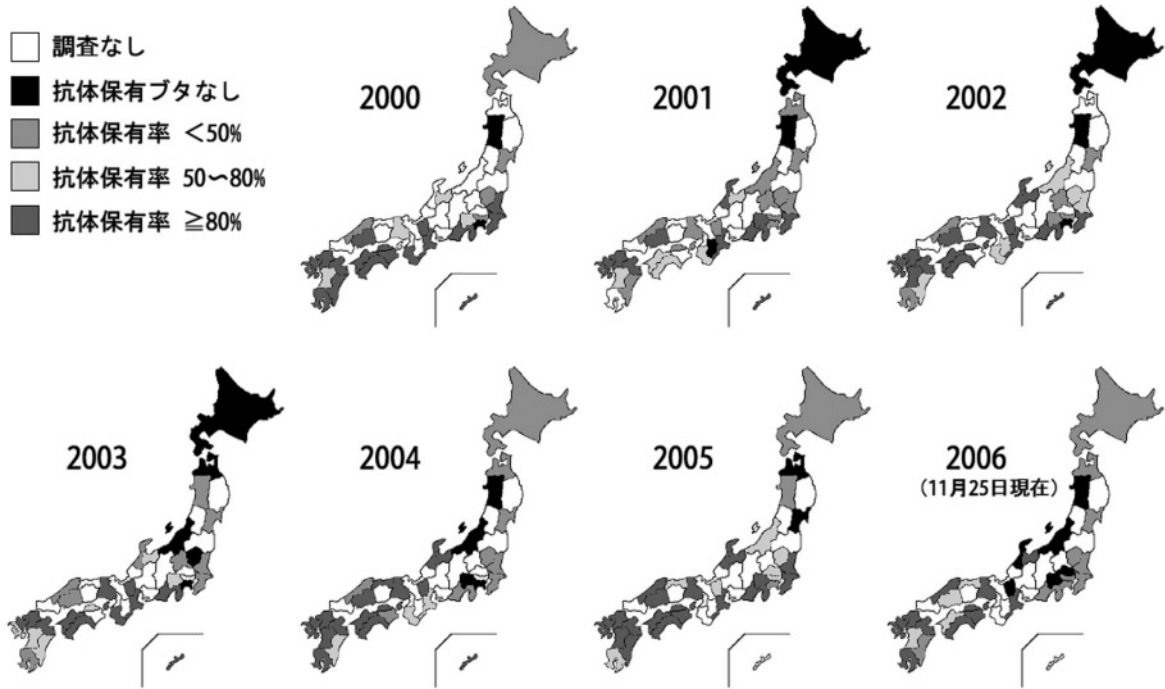 調査なし
抗体保有ブタなし
抗体保有率 <50%
抗体保有率 50〜80%
抗体保有率 ≧80%
2000
2001
2002
2003
2004
2005
2006
（11月25日現在）